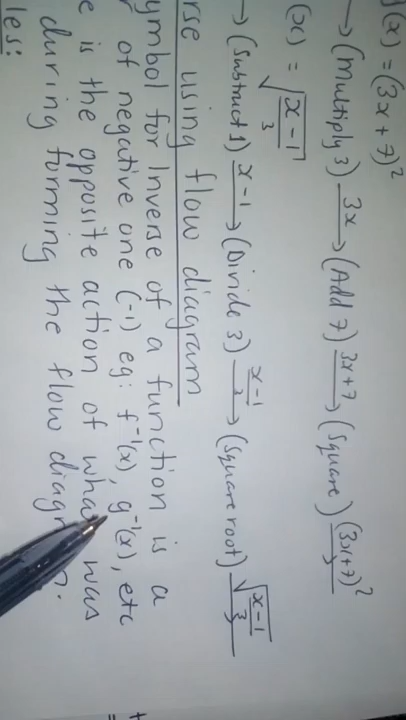 g(x) = (3x + 7)²
→ (Multiply 3) 3x → (Add 7) 3x+7 → (Square) (3x+7)²
(x) = √(x-1)/3
→ (Subtract 1) x-1 → (Divide 3) x-1/3 → (Square root) √(x-1)/3
rse using flow diagram
ymbol for Inverse of a function is a
of negative one (-1) eg: f⁻¹(x), g⁻¹(x), etc
e is the opposite action of wha was
during forming the flow diagr
les: